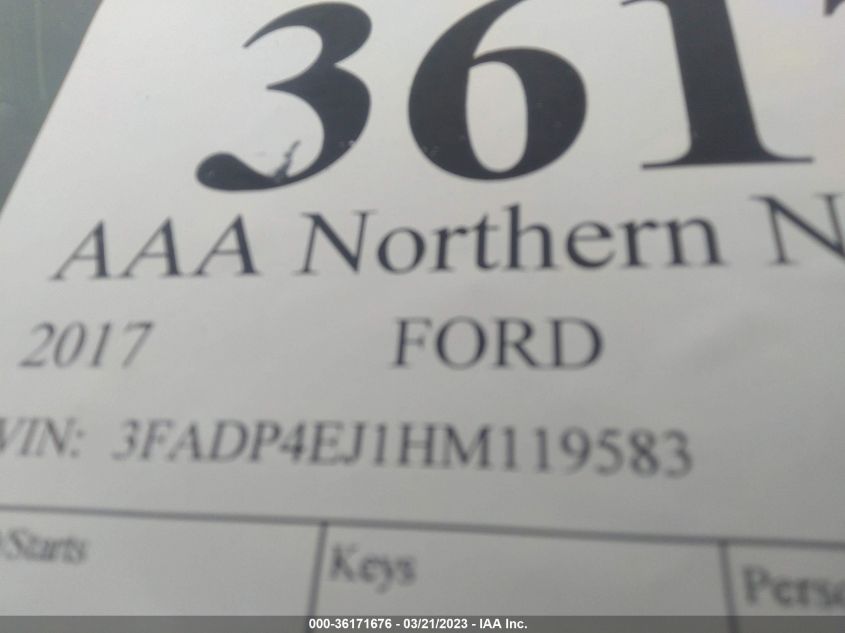 361
AAA Northern N
2017 FORD
VIN: 3FADP4EJ1HM119583
/Starts Keys Perso
000-36171676 - 03/21/2023 - IAA Inc.